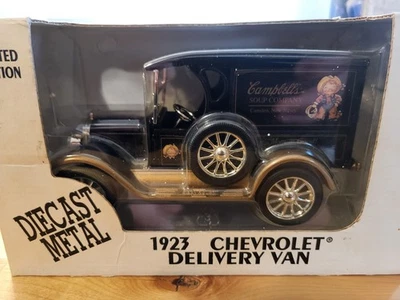 TED
TION
Campbell's
SOUP COMPANY
DIECAST
METAL
1923 CHEVROLET®
DELIVERY VAN